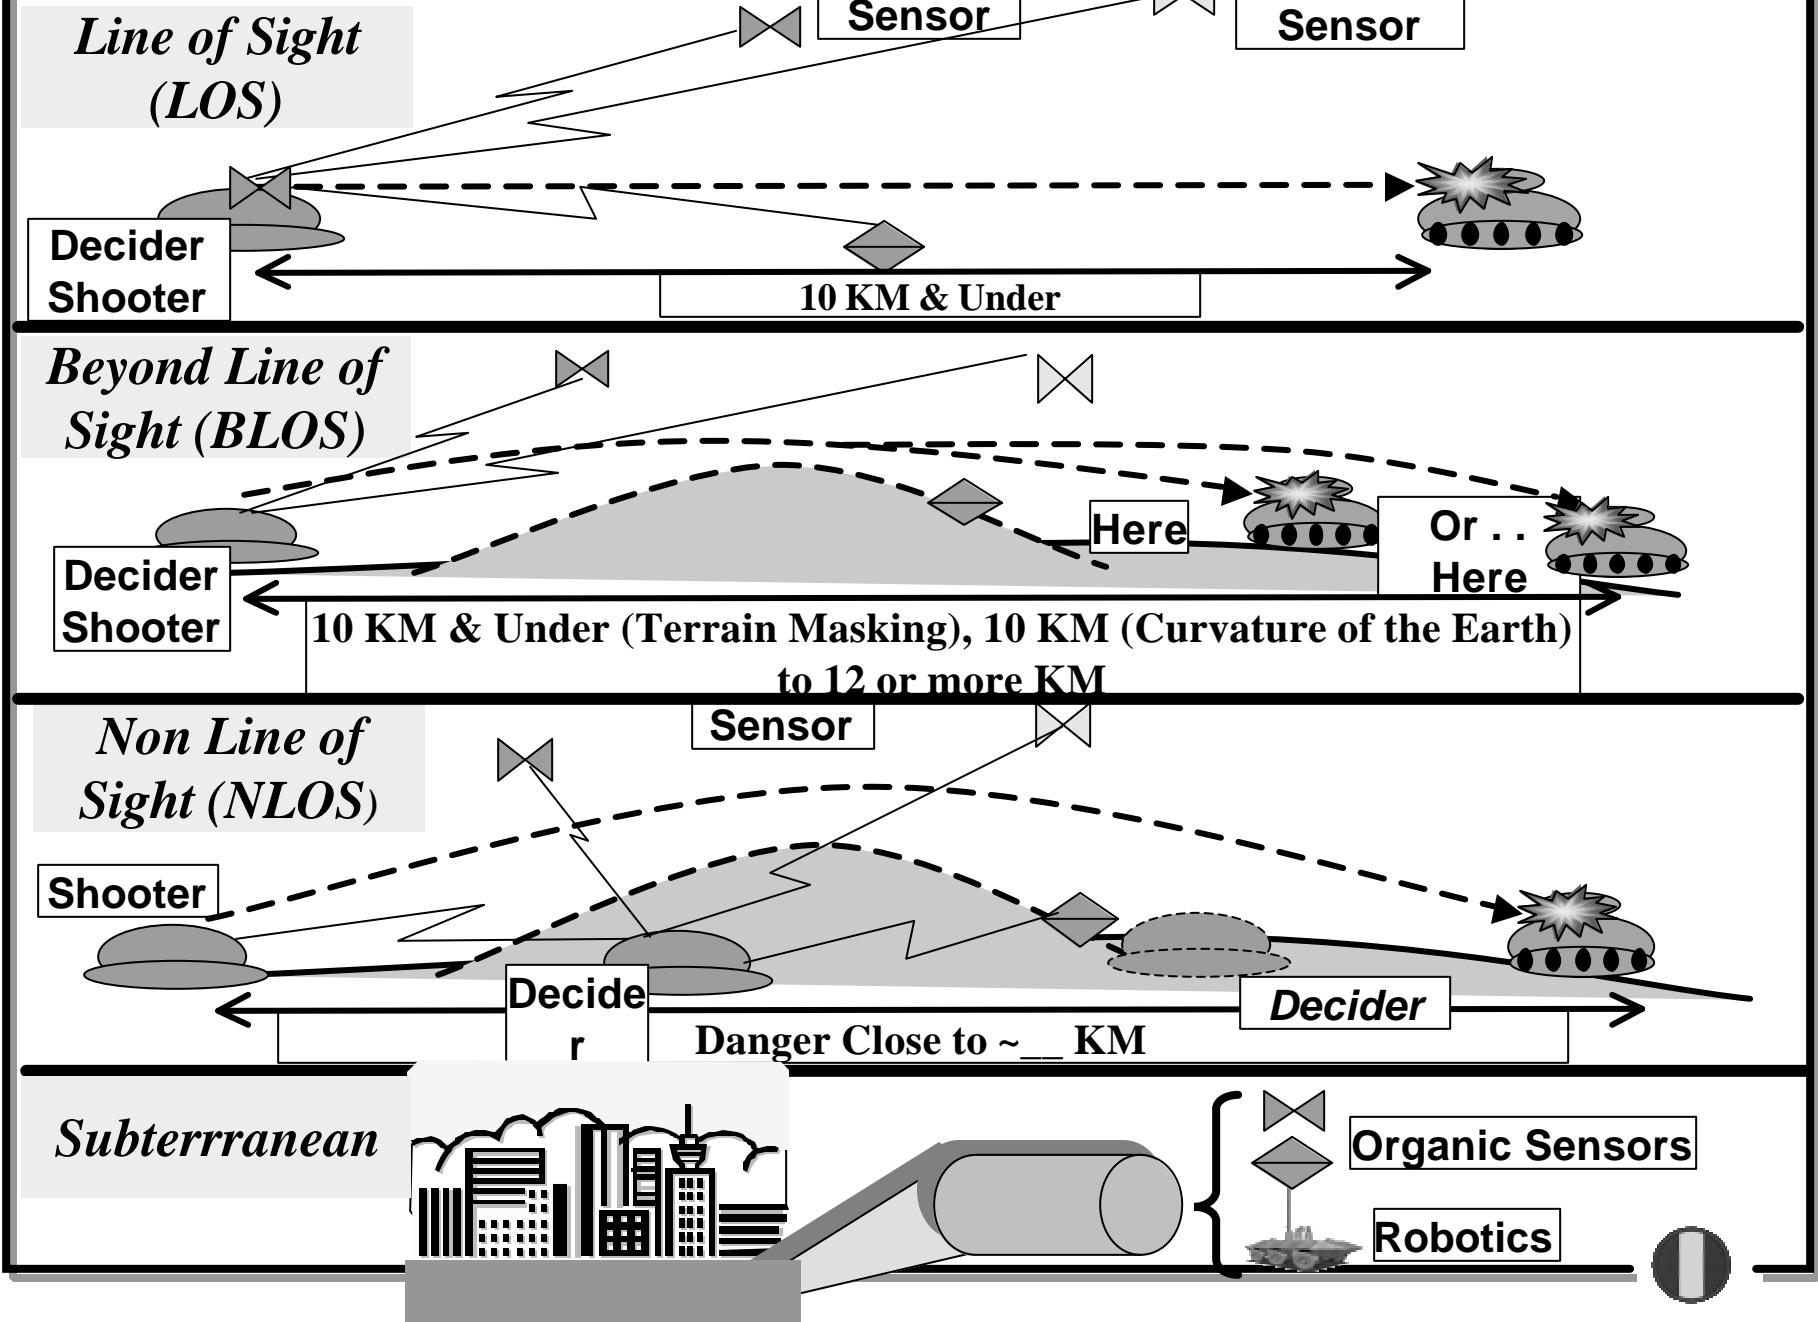 Line of Sight
(LOS)
Sensor
Sensor
Decider
Shooter
10 KM & Under
Beyond Line of
Sight (BLOS)
Here
Or . .
Here
Decider
Shooter
10 KM & Under (Terrain Masking), 10 KM (Curvature of the Earth)
to 12 or more KM
Non Line of
Sight (NLOS)
Sensor
Shooter
Decide
r
Decider
Danger Close to ~__ KM
Subterrranean
Organic Sensors
Robotics